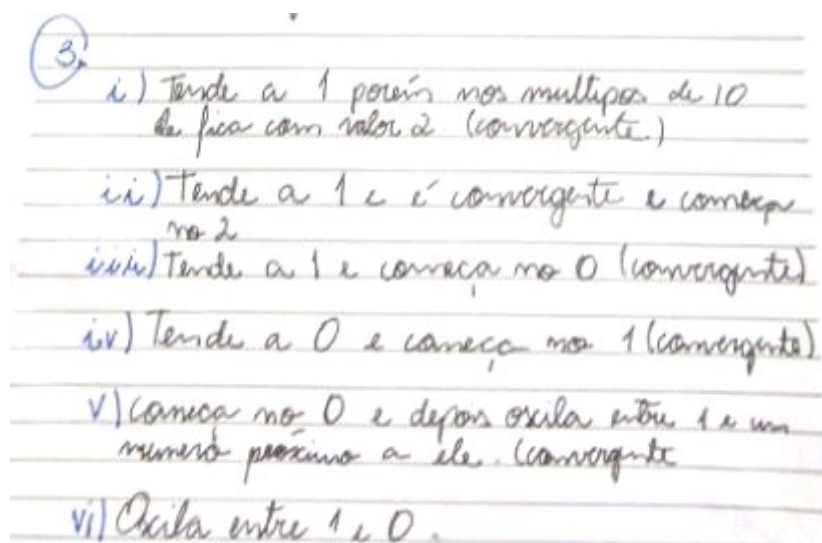 3.
i) Tende a 1 porém nos multipos de 10
ele fica com valor 2 (convergente)
ii) Tende a 1 e é convergente e começa
no 2
iii) Tende a 1 e começa no 0 (convergente)
iv) Tende a 0 e começa no 1 (convergente)
v) começa no 0 e depois oscila entre 1 e um
numero próximo a ele. (convergente
vi) Oscila entre 1 e 0.